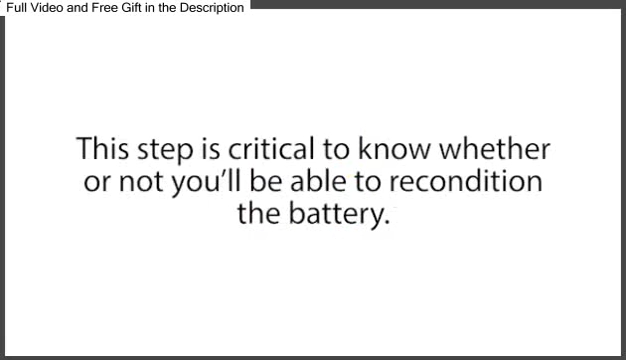 Full Video and Free Gift in the Description
This step is critical to know whether
or not you'll be able to recondition
the battery.